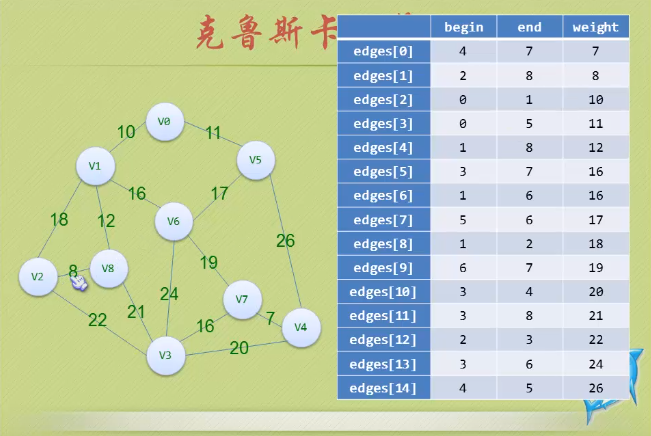 克鲁斯卡
begin end weight
edges[0] 4 7 7
edges[1] 2 8 8
edges[2] 0 1 10
edges[3] 0 5 11
edges[4] 1 8 12
edges[5] 3 7 16
edges[6] 1 6 16
edges[7] 5 6 17
edges[8] 1 2 18
edges[9] 6 7 19
edges[10] 3 4 20
edges[11] 3 8 21
edges[12] 2 3 22
edges[13] 3 6 24
edges[14] 4 5 26
V0
10 11
V1 V5
16 17
18 12 V6
26
19
8 V8
V2
24 V7
21
22 16 7
V4
20
V3